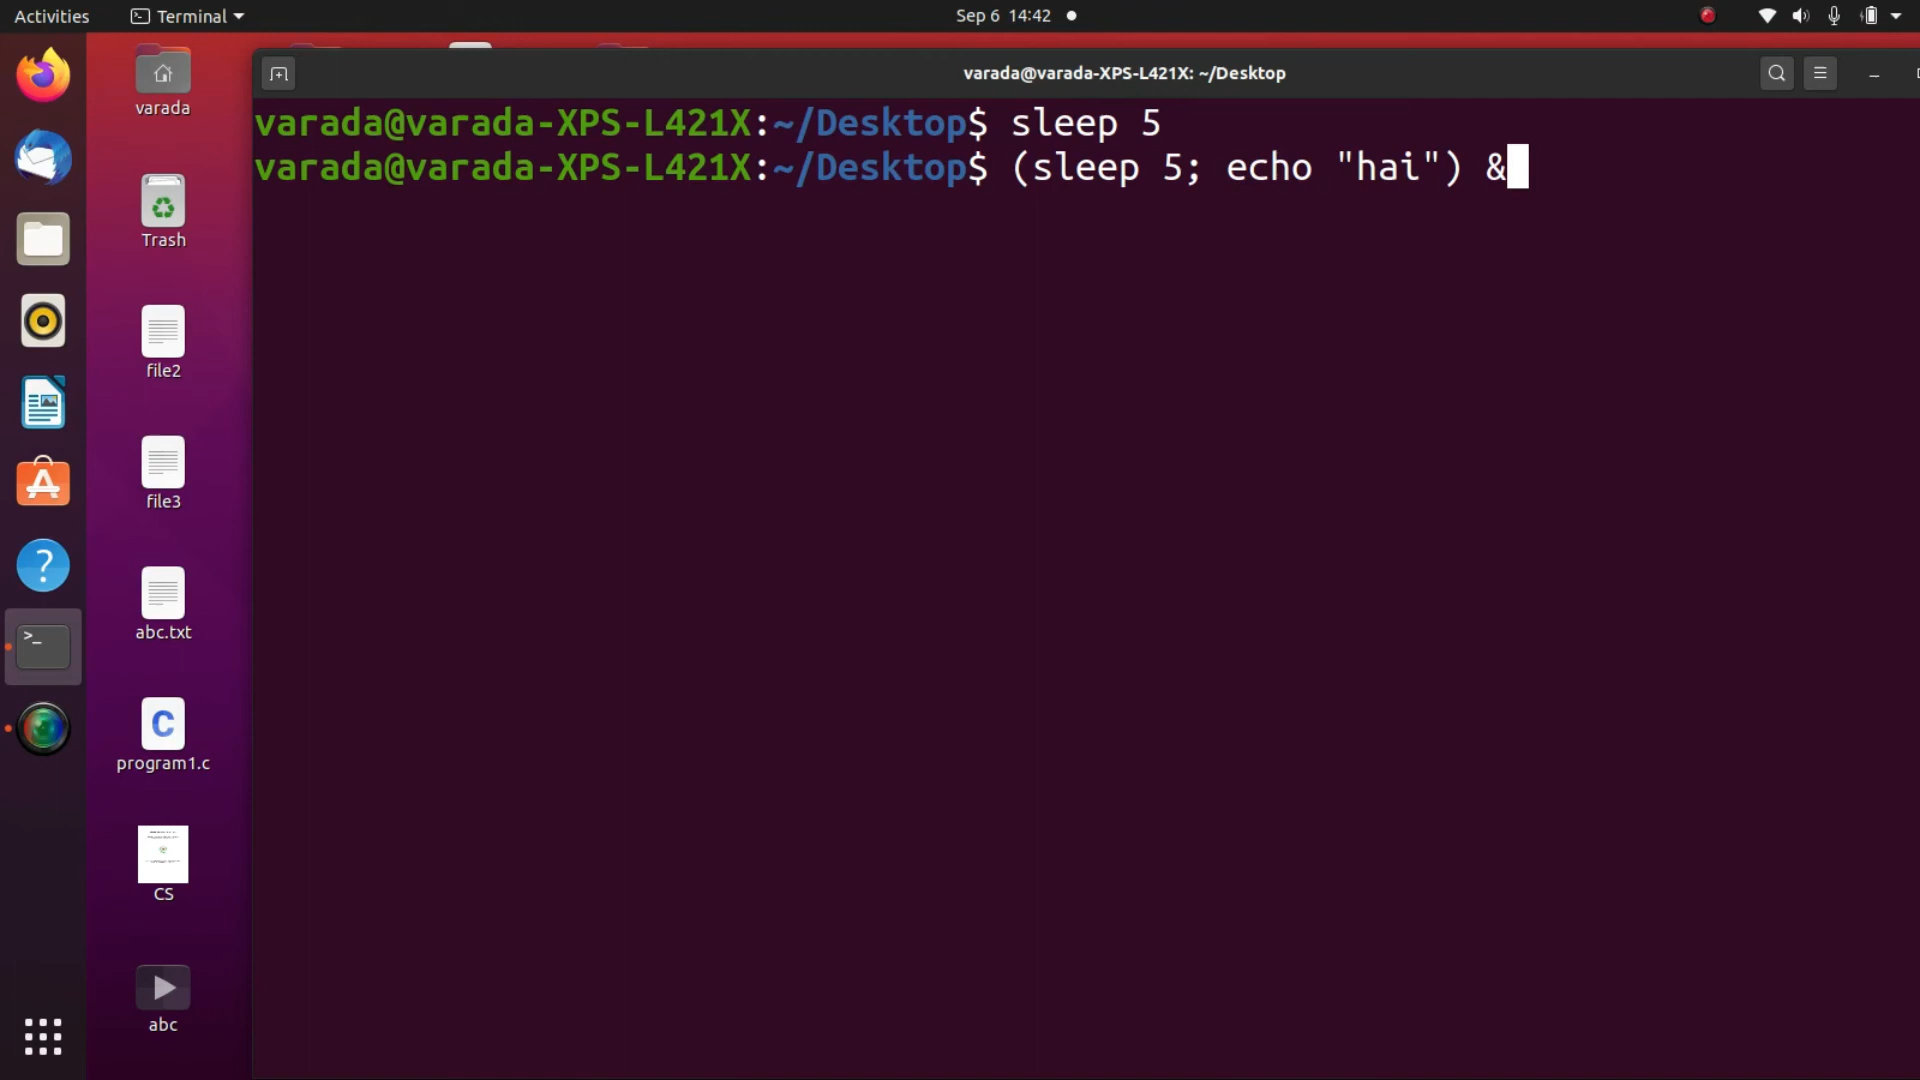 Activities
Terminal
Sep 6 14:42
varada@varada-XPS-L421X: ~/Desktop
varada@varada-XPS-L421X:~/Desktop$ sleep 5
varada@varada-XPS-L421X:~/Desktop$ (sleep 5; echo "hai") &
varada
Trash
file2
file3
abc.txt
C
program1.c
CS
abc